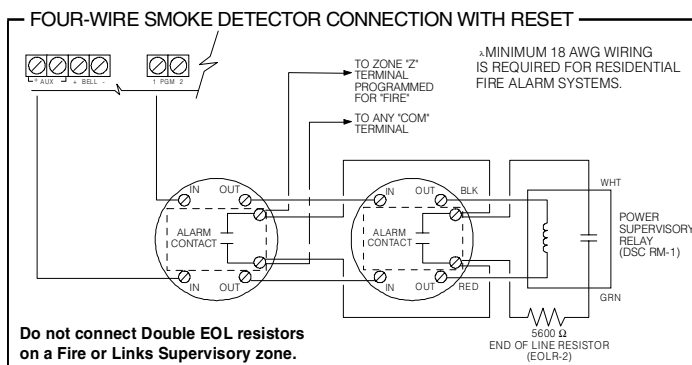 FOUR-WIRE SMOKE DETECTOR CONNECTION WITH RESET
+ AUX - + BELL -
1 PGM 2
TO ZONE "Z"
TERMINAL
PROGRAMMED
FOR "FIRE"
TO ANY "COM"
TERMINAL
λMINIMUM 18 AWG WIRING
IS REQUIRED FOR RESIDENTIAL
FIRE ALARM SYSTEMS.
IN OUT
ALARM
CONTACT
IN OUT
IN OUT BLK
ALARM
CONTACT
IN OUT RED
WHT
POWER
SUPERVISORY
RELAY
(DSC RM-1)
GRN
5600 Ω
END OF LINE RESISTOR
(EOLR-2)
Do not connect Double EOL resistors
on a Fire or Links Supervisory zone.